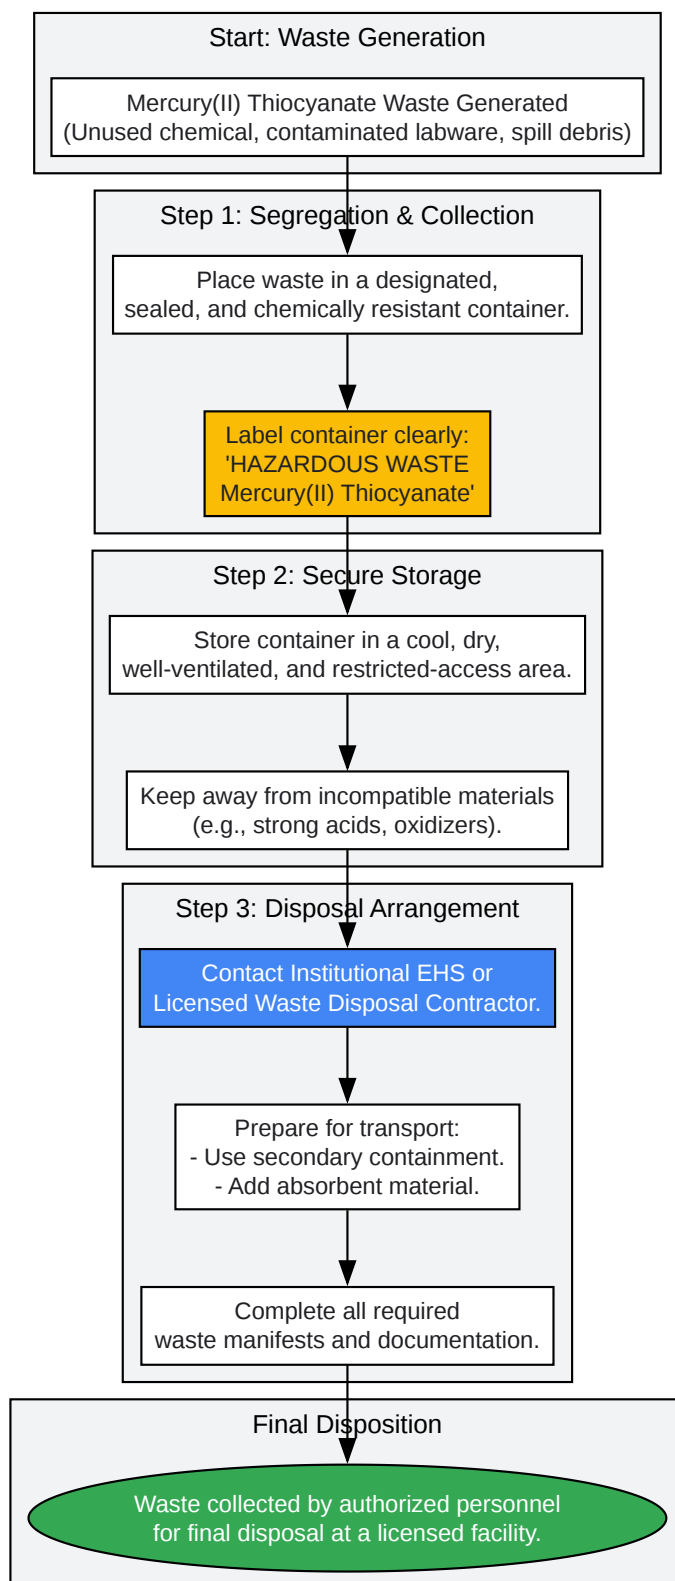 Start: Waste Generation
Mercury(II) Thiocyanate Waste Generated
(Unused chemical, contaminated labware, spill debris)
Step 1: Segregation & Collection
Place waste in a designated,
sealed, and chemically resistant container.
Label container clearly:
'HAZARDOUS WASTE
Mercury(II) Thiocyanate'
Step 2: Secure Storage
Store container in a cool, dry,
well-ventilated, and restricted-access area.
Keep away from incompatible materials
(e.g., strong acids, oxidizers).
Step 3: Disposal Arrangement
Contact Institutional EHS or
Licensed Waste Disposal Contractor.
Prepare for transport:
- Use secondary containment.
- Add absorbent material.
Complete all required
waste manifests and documentation.
Final Disposition
Waste collected by authorized personnel
for final disposal at a licensed facility.